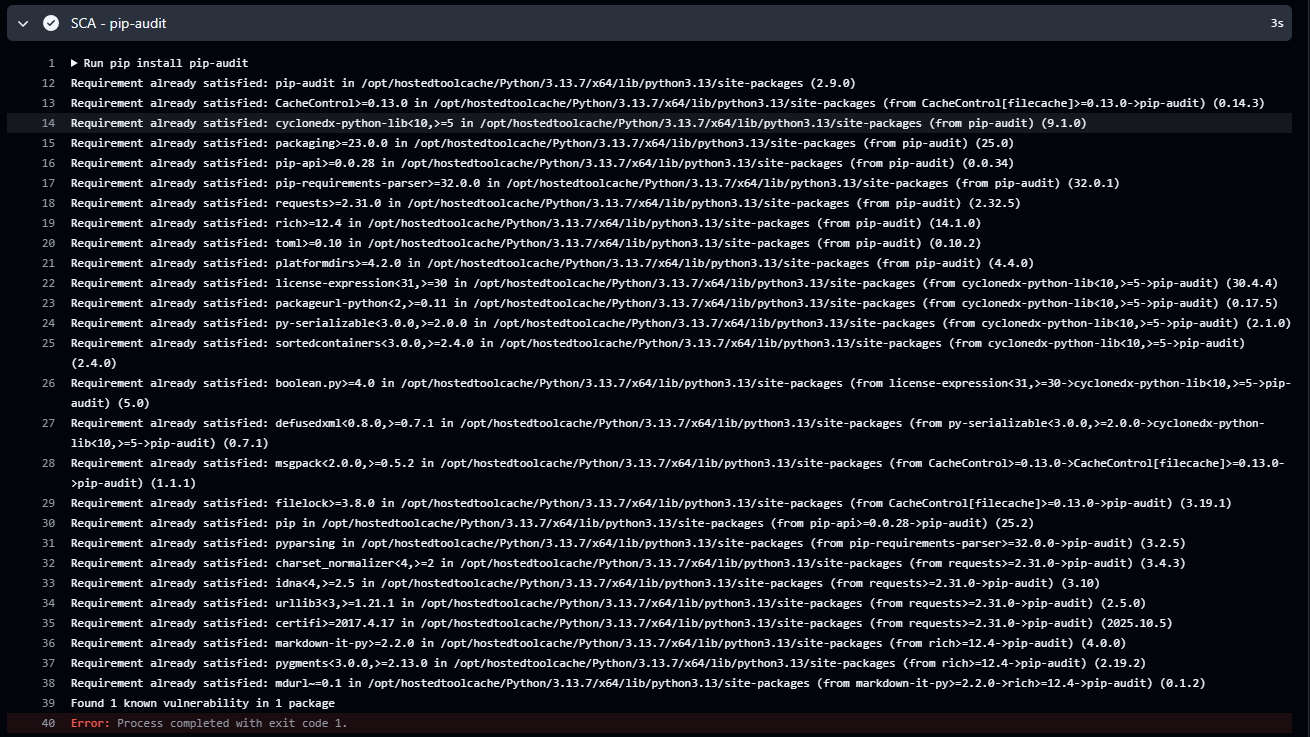 SCA - pip-audit
3s
1 Run pip install pip-audit
12 Requirement already satisfied: pip-audit in /opt/hostedtoolcache/Python/3.13.7/x64/lib/python3.13/site-packages (2.9.0)
13 Requirement already satisfied: CacheControl>=0.13.0 in /opt/hostedtoolcache/Python/3.13.7/x64/lib/python3.13/site-packages (from CacheControl[filecache]>=0.13.0->pip-audit) (0.14.3)
14 Requirement already satisfied: cyclonedx-python-lib<10,>=5 in /opt/hostedtoolcache/Python/3.13.7/x64/lib/python3.13/site-packages (from pip-audit) (9.1.0)
15 Requirement already satisfied: packaging>=23.0.0 in /opt/hostedtoolcache/Python/3.13.7/x64/lib/python3.13/site-packages (from pip-audit) (25.0)
16 Requirement already satisfied: pip-api>=0.0.28 in /opt/hostedtoolcache/Python/3.13.7/x64/lib/python3.13/site-packages (from pip-audit) (0.0.34)
17 Requirement already satisfied: pip-requirements-parser>=32.0.0 in /opt/hostedtoolcache/Python/3.13.7/x64/lib/python3.13/site-packages (from pip-audit) (32.0.1)
18 Requirement already satisfied: requests>=2.31.0 in /opt/hostedtoolcache/Python/3.13.7/x64/lib/python3.13/site-packages (from pip-audit) (2.32.5)
19 Requirement already satisfied: rich>=12.4 in /opt/hostedtoolcache/Python/3.13.7/x64/lib/python3.13/site-packages (from pip-audit) (14.1.0)
20 Requirement already satisfied: toml>=0.10 in /opt/hostedtoolcache/Python/3.13.7/x64/lib/python3.13/site-packages (from pip-audit) (0.10.2)
21 Requirement already satisfied: platformdirs>=4.2.0 in /opt/hostedtoolcache/Python/3.13.7/x64/lib/python3.13/site-packages (from pip-audit) (4.4.0)
22 Requirement already satisfied: license-expression<31,>=30 in /opt/hostedtoolcache/Python/3.13.7/x64/lib/python3.13/site-packages (from cyclonedx-python-lib<10,>=5->pip-audit) (30.4.4)
23 Requirement already satisfied: packageurl-python<2,>=0.11 in /opt/hostedtoolcache/Python/3.13.7/x64/lib/python3.13/site-packages (from cyclonedx-python-lib<10,>=5->pip-audit) (0.17.5)
24 Requirement already satisfied: py-serializable<3.0.0,>=2.0.0 in /opt/hostedtoolcache/Python/3.13.7/x64/lib/python3.13/site-packages (from cyclonedx-python-lib<10,>=5->pip-audit) (2.1.0)
25 Requirement already satisfied: sortedcontainers<3.0.0,>=2.4.0 in /opt/hostedtoolcache/Python/3.13.7/x64/lib/python3.13/site-packages (from cyclonedx-python-lib<10,>=5->pip-audit)
(2.4.0)
26 Requirement already satisfied: boolean.py>=4.0 in /opt/hostedtoolcache/Python/3.13.7/x64/lib/python3.13/site-packages (from license-expression<31,>=30->cyclonedx-python-lib<10,>=5->pip-
audit) (5.0)
27 Requirement already satisfied: defusedxml<0.8.0,>=0.7.1 in /opt/hostedtoolcache/Python/3.13.7/x64/lib/python3.13/site-packages (from py-serializable<3.0.0,>=2.0.0->cyclonedx-python-
lib<10,>=5->pip-audit) (0.7.1)
28 Requirement already satisfied: msgpack<2.0.0,>=0.5.2 in /opt/hostedtoolcache/Python/3.13.7/x64/lib/python3.13/site-packages (from CacheControl>=0.13.0->CacheControl[filecache]>=0.13.0-
>pip-audit) (1.1.1)
29 Requirement already satisfied: filelock>=3.8.0 in /opt/hostedtoolcache/Python/3.13.7/x64/lib/python3.13/site-packages (from CacheControl[filecache]>=0.13.0->pip-audit) (3.19.1)
30 Requirement already satisfied: pip in /opt/hostedtoolcache/Python/3.13.7/x64/lib/python3.13/site-packages (from pip-api>=0.0.28->pip-audit) (25.2)
31 Requirement already satisfied: pyparsing in /opt/hostedtoolcache/Python/3.13.7/x64/lib/python3.13/site-packages (from pip-requirements-parser>=32.0.0->pip-audit) (3.2.5)
32 Requirement already satisfied: charset_normalizer<4,>=2 in /opt/hostedtoolcache/Python/3.13.7/x64/lib/python3.13/site-packages (from requests>=2.31.0->pip-audit) (3.4.3)
33 Requirement already satisfied: idna<4,>=2.5 in /opt/hostedtoolcache/Python/3.13.7/x64/lib/python3.13/site-packages (from requests>=2.31.0->pip-audit) (3.10)
34 Requirement already satisfied: urllib3<3,>=1.21.1 in /opt/hostedtoolcache/Python/3.13.7/x64/lib/python3.13/site-packages (from requests>=2.31.0->pip-audit) (2.5.0)
35 Requirement already satisfied: certifi>=2017.4.17 in /opt/hostedtoolcache/Python/3.13.7/x64/lib/python3.13/site-packages (from requests>=2.31.0->pip-audit) (2025.10.5)
36 Requirement already satisfied: markdown-it-py>=2.2.0 in /opt/hostedtoolcache/Python/3.13.7/x64/lib/python3.13/site-packages (from rich>=12.4->pip-audit) (4.0.0)
37 Requirement already satisfied: pygments<3.0.0,>=2.13.0 in /opt/hostedtoolcache/Python/3.13.7/x64/lib/python3.13/site-packages (from rich>=12.4->pip-audit) (2.19.2)
38 Requirement already satisfied: mdurl~=0.1 in /opt/hostedtoolcache/Python/3.13.7/x64/lib/python3.13/site-packages (from markdown-it-py>=2.2.0->rich>=12.4->pip-audit) (0.1.2)
39 Found 1 known vulnerability in 1 package
40 Error: Process completed with exit code 1.